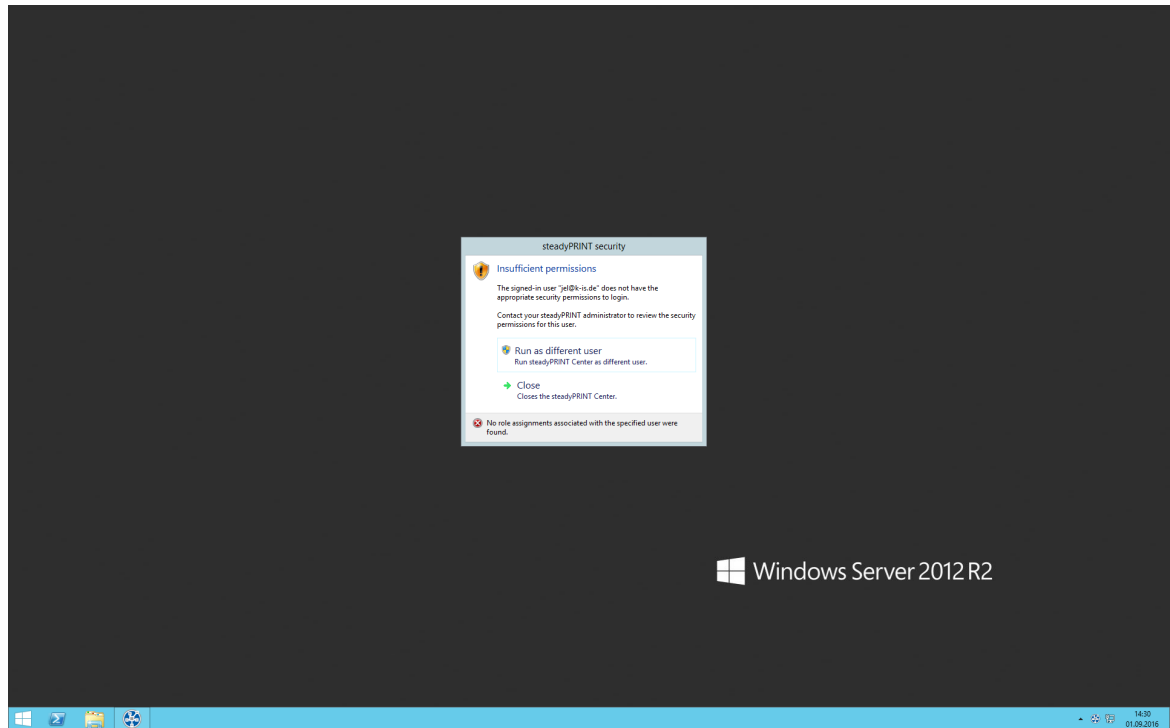 steadyPRINT security
Insufficient permissions
The signed-in user "jel@k-is.de" does not have the
appropriate security permissions to login.
Contact your steadyPRINT administrator to review the security
permissions for this user.
Run as different user
Run steadyPRINT Center as different user.
Close
Closes the steadyPRINT Center.
No role assignments associated with the specified user were
found.
Windows Server 2012 R2
14:30
01.09.2016